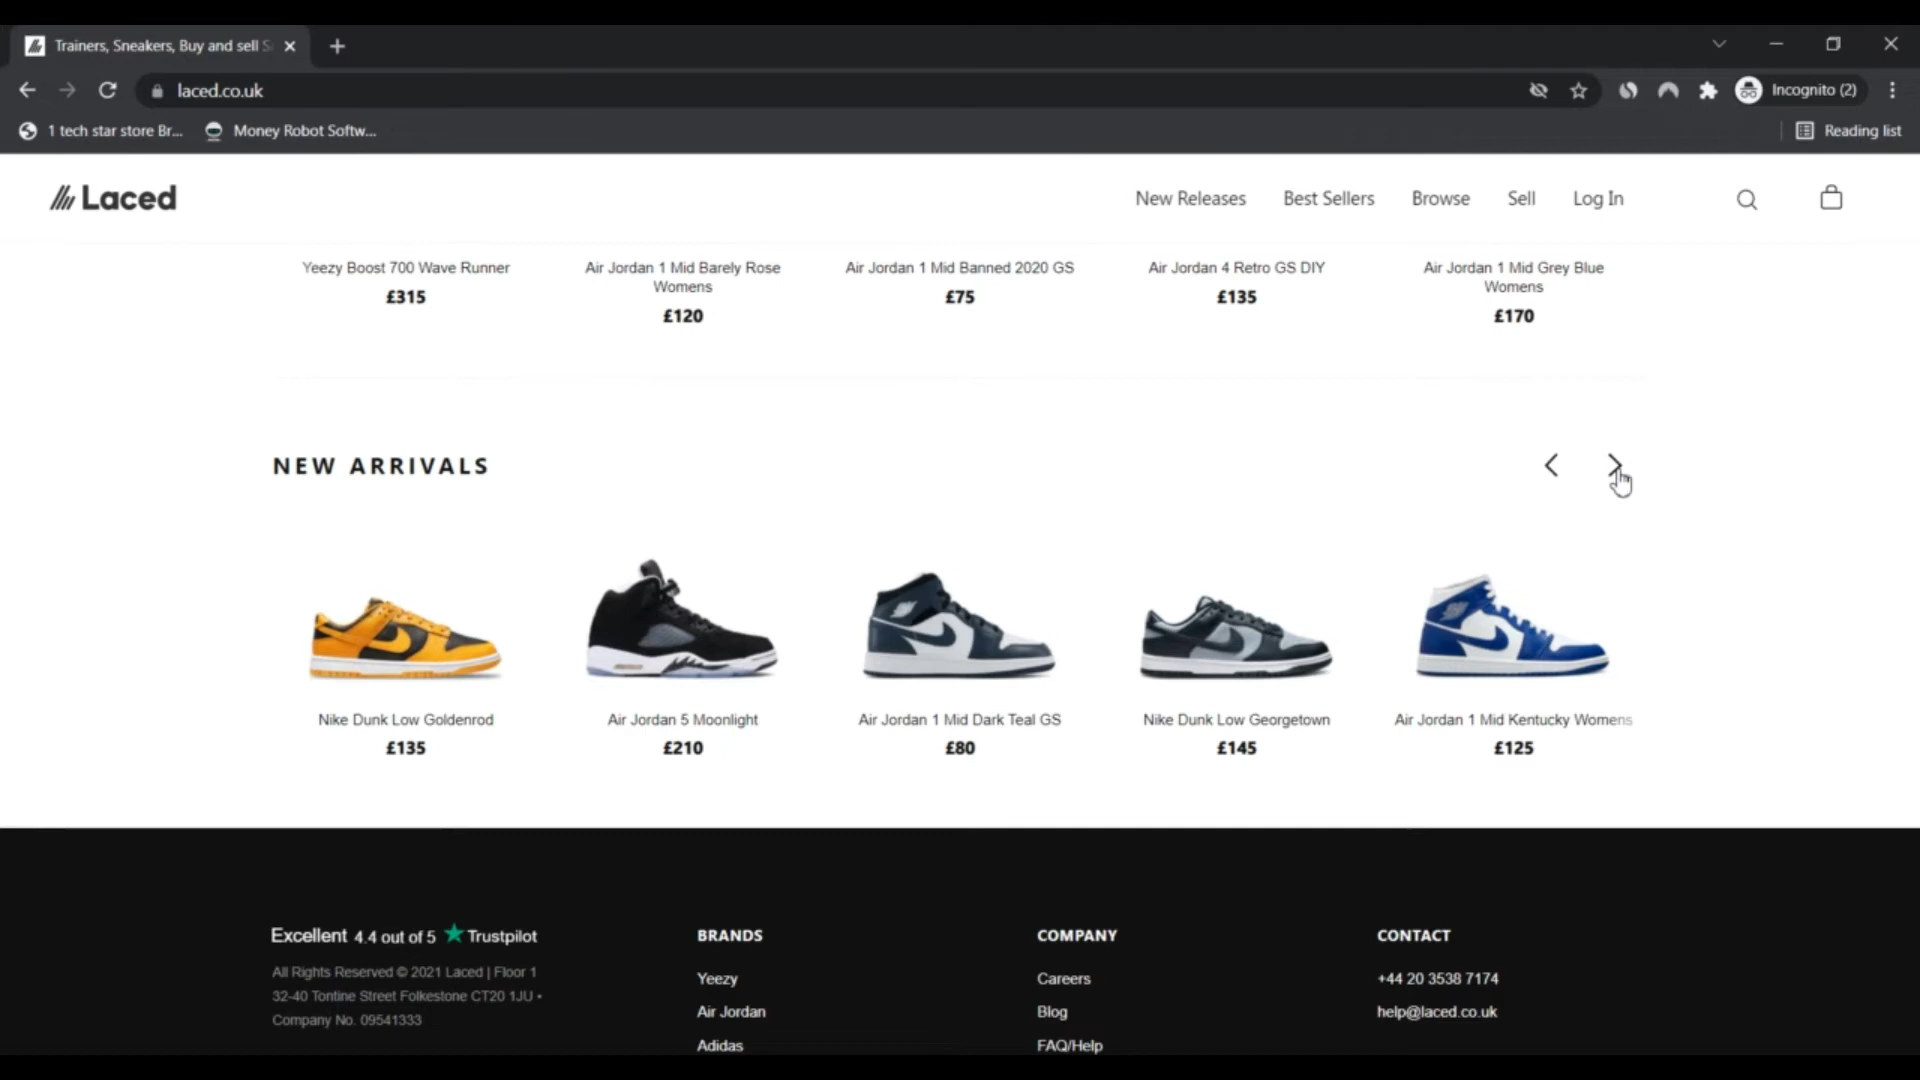 Trainers, Sneakers, Buy and sell S
laced.co.uk
Incognito (2)
1 tech star store Br...
Money Robot Softw...
Reading list
Laced
New Releases
Best Sellers
Browse
Sell
Log In
Yeezy Boost 700 Wave Runner
£315
Air Jordan 1 Mid Barely Rose
Womens
£120
Air Jordan 1 Mid Banned 2020 GS
£75
Air Jordan 4 Retro GS DIY
£135
Air Jordan 1 Mid Grey Blue
Womens
£170
NEW ARRIVALS
Nike Dunk Low Goldenrod
£135
Air Jordan 5 Moonlight
£210
Air Jordan 1 Mid Dark Teal GS
£80
Nike Dunk Low Georgetown
£145
Air Jordan 1 Mid Kentucky Womens
£125
Excellent 4.4 out of 5 Trustpilot
All Rights Reserved © 2021 Laced | Floor 1
32-40 Tontine Street Folkestone CT20 1JU •
Company No. 09541333
BRANDS
Yeezy
Air Jordan
Adidas
COMPANY
Careers
Blog
FAQ/Help
CONTACT
+44 20 3538 7174
help@laced.co.uk